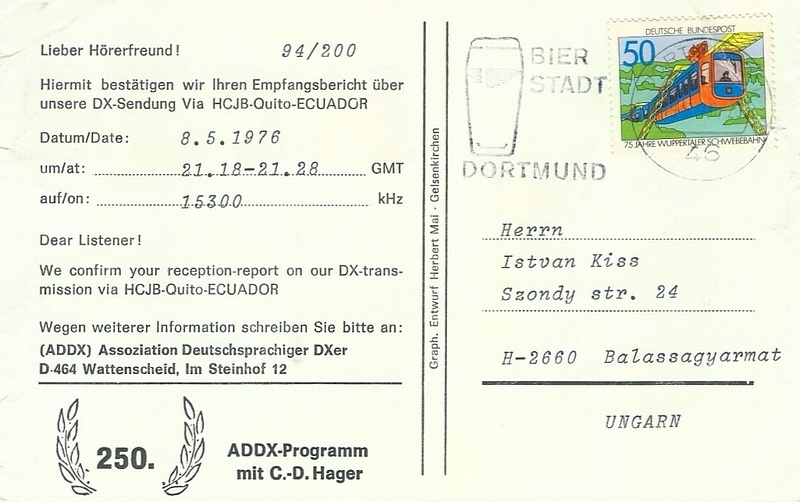 Lieber Hörerfreund!
94/200
Hiermit bestätigen wir Ihren Empfangsbericht über
unsere DX-Sendung Via HCJB-Quito-ECUADOR
Datum/Date: 8.5.1976
um/at: 21.18-21.28 GMT
auf/on: 15300 kHz
Dear Listener!
We confirm your reception-report on our DX-trans-
mission via HCJB-Quito-ECUADOR
Wegen weiterer Information schreiben Sie bitte an:
(ADDX) Assoziation Deutschsprachiger DXer
D-464 Wattenscheid, Im Steinhof 12
250.
ADDX-Programm
mit C.-D. Hager
Graph. Entwurf Herbert Mai · Gelsenkirchen
BIER
STADT
DORTMUND
DEUTSCHE BUNDESPOST
50
75 JAHRE WUPPERTALER SCHWEBEBAHN
46
Herrn
Istvan Kiss
Szondy str. 24
H-2660 Balassagyarmat
UNGARN